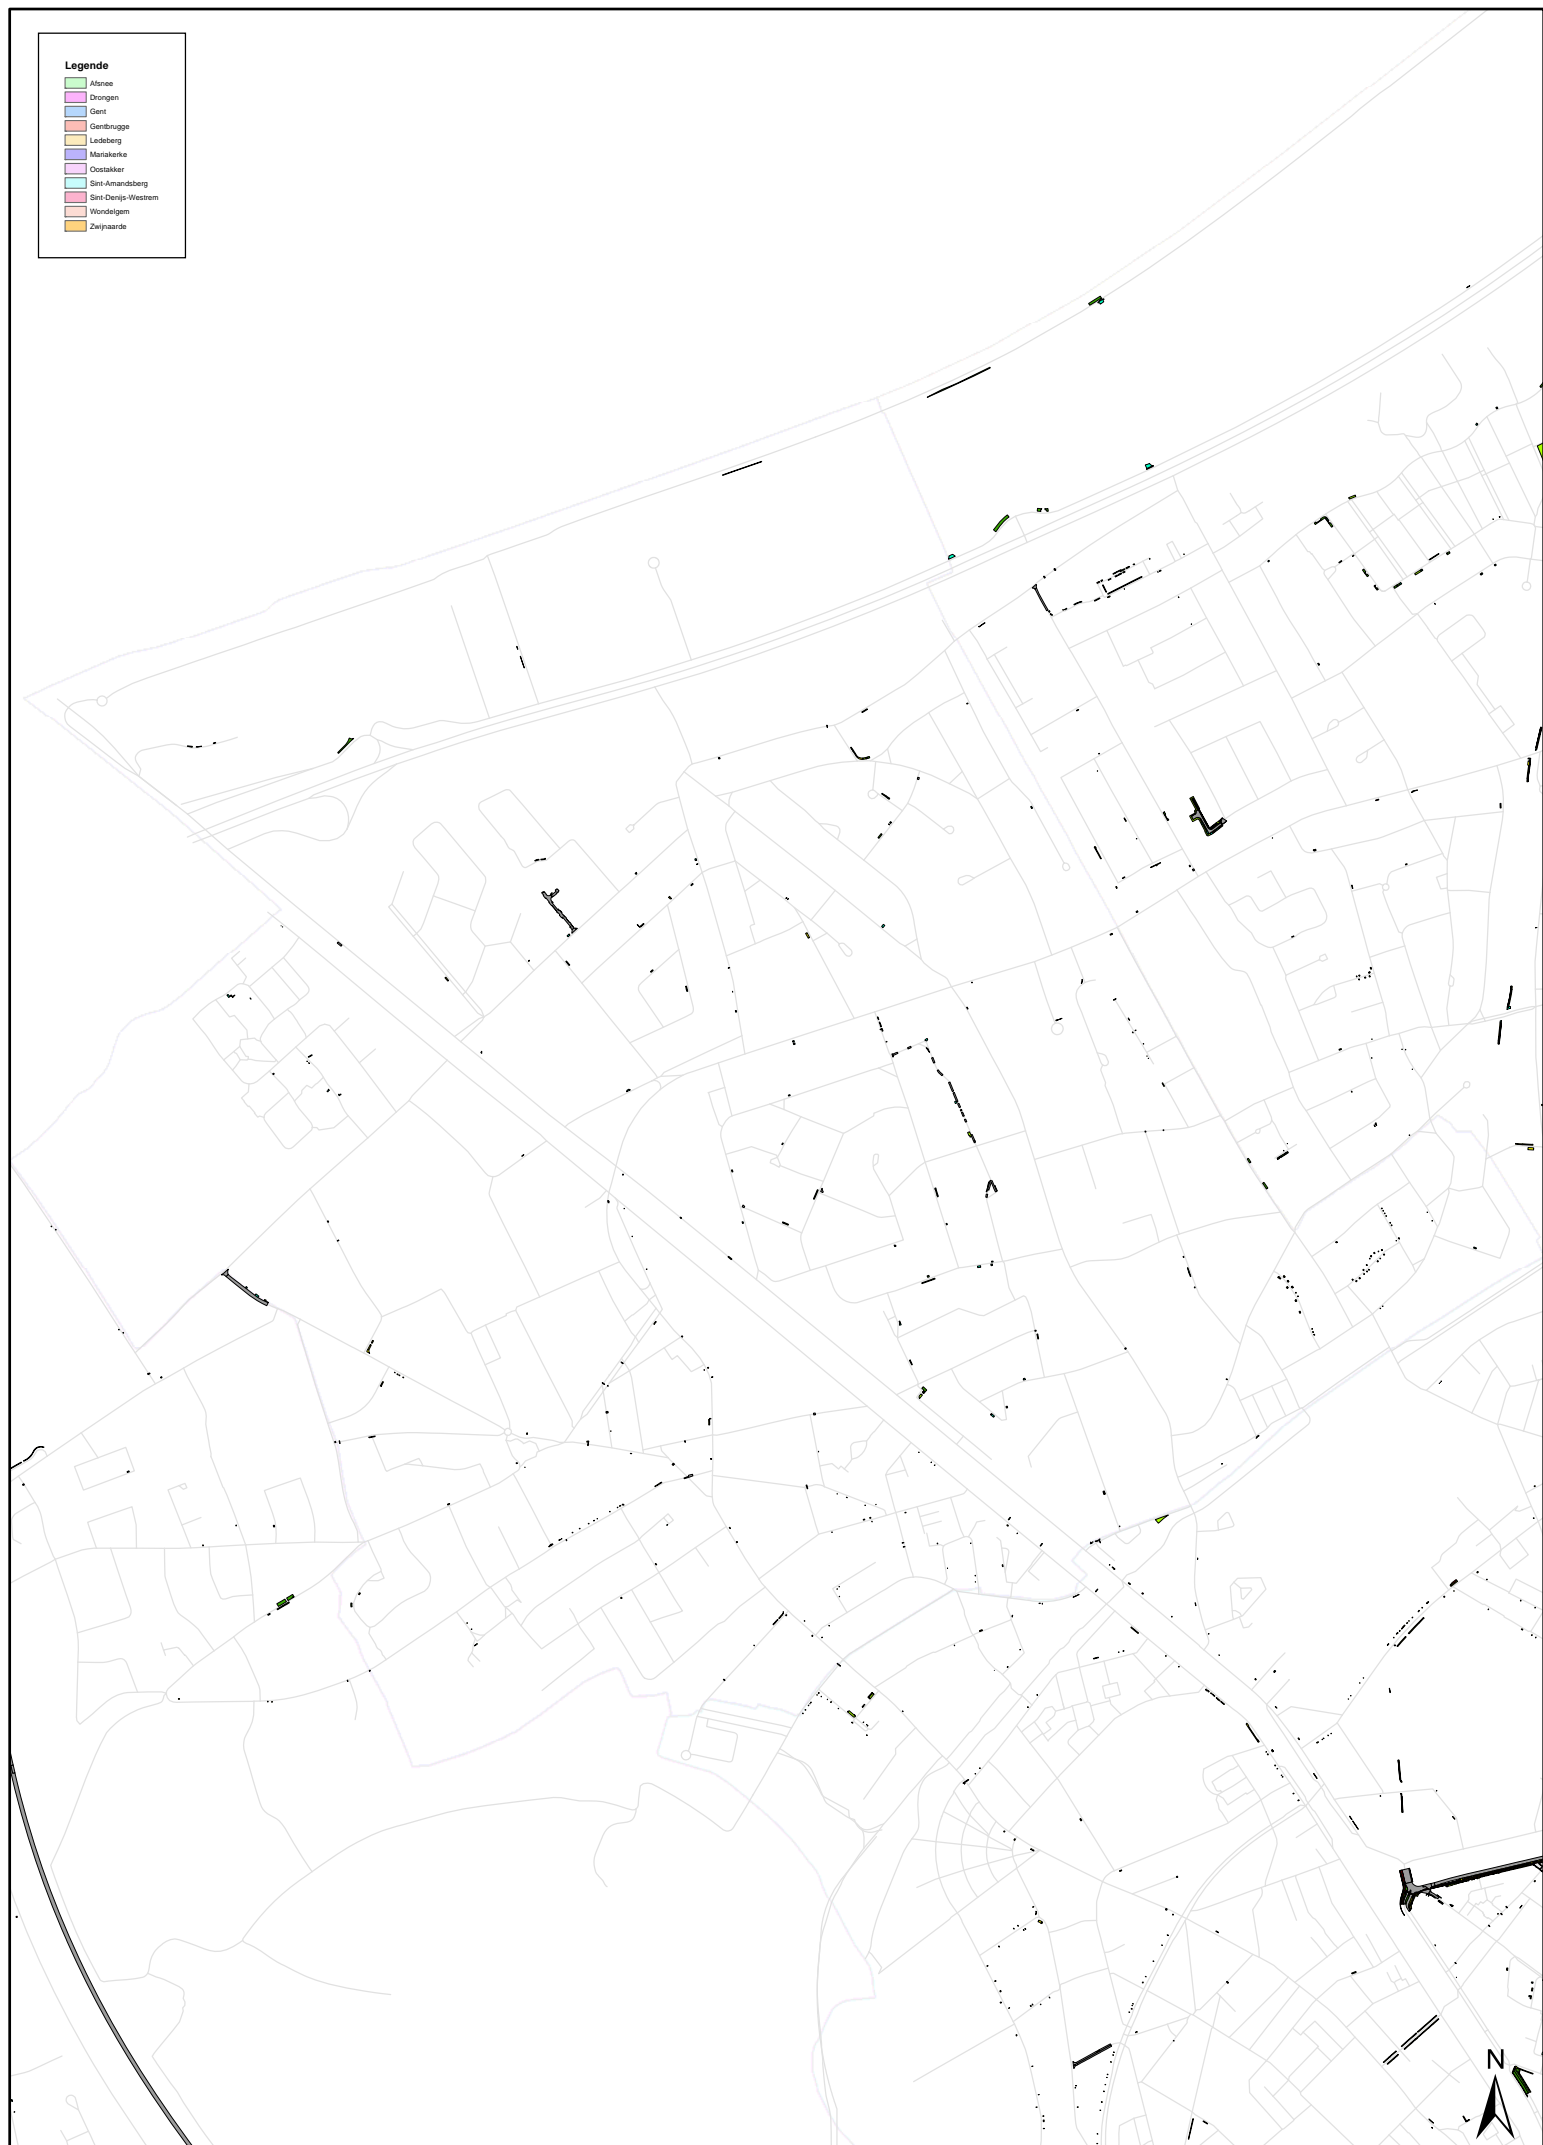 Legende
Afsnee
Drongen
Gent
Gentbrugge
Ledeberg
Mariakerke
Oostakker
Sint-Amandsberg
Sint-Denijs-Westrem
Wondelgem
Zwijnaarde
N